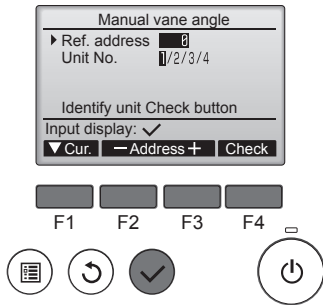 Manual vane angle
Ref. address 0
Unit No. 1/2/3/4
Identify unit Check button
Input display: ✓
▼ Cur. − Address + Check
F1 F2 F3 F4